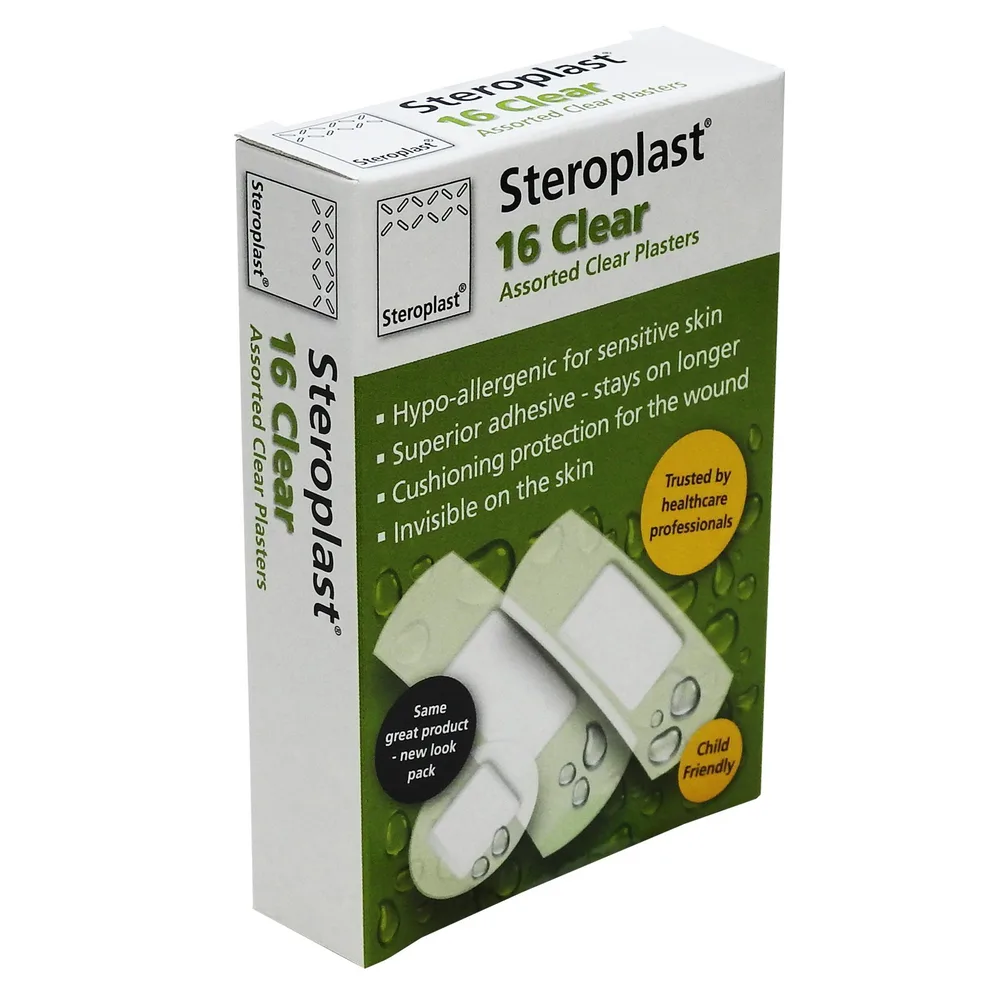 Steroplast
16 Clear
Assorted Clear Plasters
Steroplast
Steroplast®
16 Clear
Assorted Clear Plasters
Steroplast®
▪ Hypo-allergenic for sensitive skin
▪ Superior adhesive - stays on longer
▪ Cushioning protection for the wound
▪ Invisible on the skin
Trusted by
healthcare
professionals
Same
great product
- new look
pack
Child
Friendly
Steroplast®
Steroplast®
16 Clear
Assorted Clear Plasters